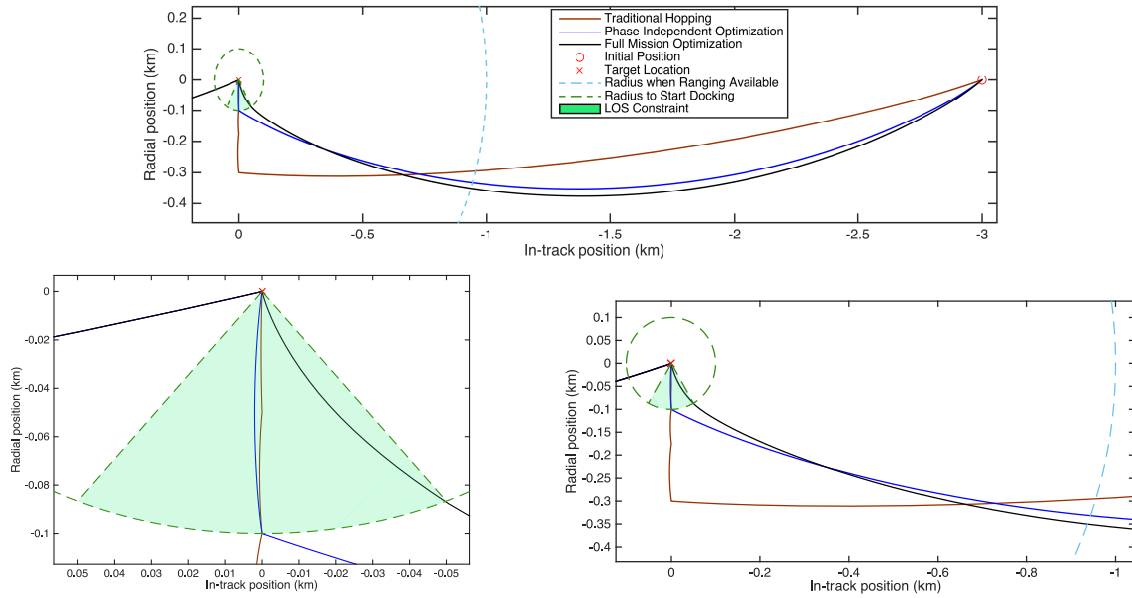 0.2
0.1
0
-0.1
-0.2
-0.3
-0.4
Radial position (km)
Traditional Hopping
Phase Independent Optimization
Full Mission Optimization
Initial Position
Target Location
Radius when Ranging Available
Radius to Start Docking
LOS Constraint
0 -0.5 -1 -1.5 -2 -2.5 -3
In-track position (km)
0
-0.02
-0.04
-0.06
-0.08
-0.1
Radial position (km)
0.05 0.04 0.03 0.02 0.01 0 -0.01 -0.02 -0.03 -0.04 -0.05
In-track position (km)
0.1
0.05
0
-0.05
-0.1
-0.15
-0.2
-0.25
-0.3
-0.35
-0.4
Radial position (km)
0 -0.2 -0.4 -0.6 -0.8 -1
In-track position (km)